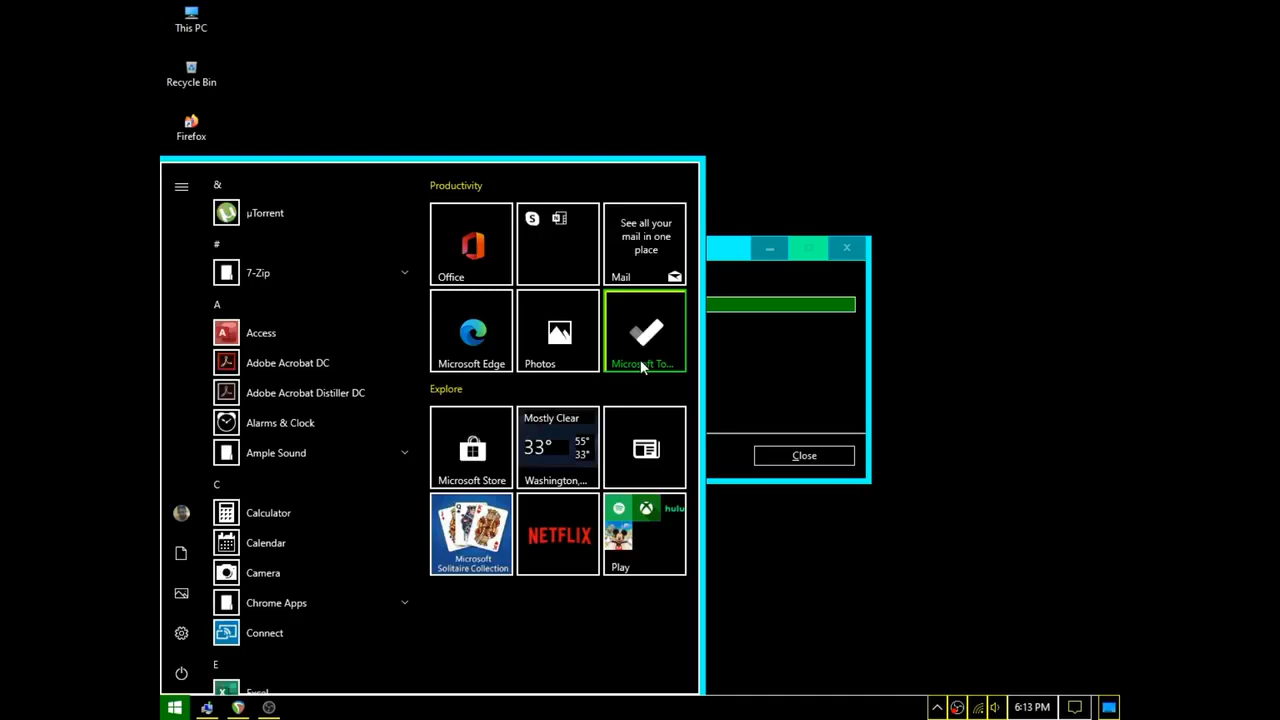 This PC
Recycle Bin
Firefox
&
µTorrent
#
7-Zip
A
Access
Adobe Acrobat DC
Adobe Acrobat Distiller DC
Alarms & Clock
Ample Sound
C
Calculator
Calendar
Camera
Chrome Apps
Connect
E
Excel
Productivity
Office
See all your
mail in one
place
Mail
Microsoft Edge
Photos
Microsoft To...
Explore
Microsoft Store
Mostly Clear
33°
55°
33°
Washington,...
Microsoft
Solitaire Collection
NETFLIX
hulu
Play
Close
6:13 PM